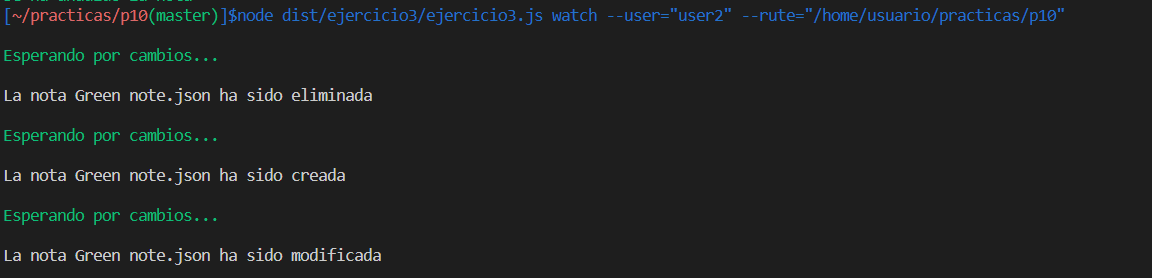 [~/practicas/p10(master)]$node dist/ejercicio3/ejercicio3.js watch --user="user2" --rute="/home/usuario/practicas/p10"
Esperando por cambios...
La nota Green note.json ha sido eliminada
Esperando por cambios...
La nota Green note.json ha sido creada
Esperando por cambios...
La nota Green note.json ha sido modificada